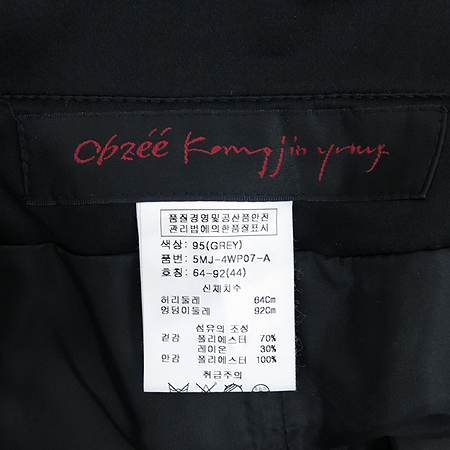 Obzéé Kangjinyoung
품질경영및공산품안전
관리법에의한품질표시
색상: 95(GREY)
품번: 5MJ-4WP07-A
호칭: 64-92(44)
신체치수
허리둘레 64Cm
엉덩이둘레 92Cm
섬유의 조성
겉감 폴리에스터 70%
레이온 30%
안감 폴리에스터 100%
취급주의